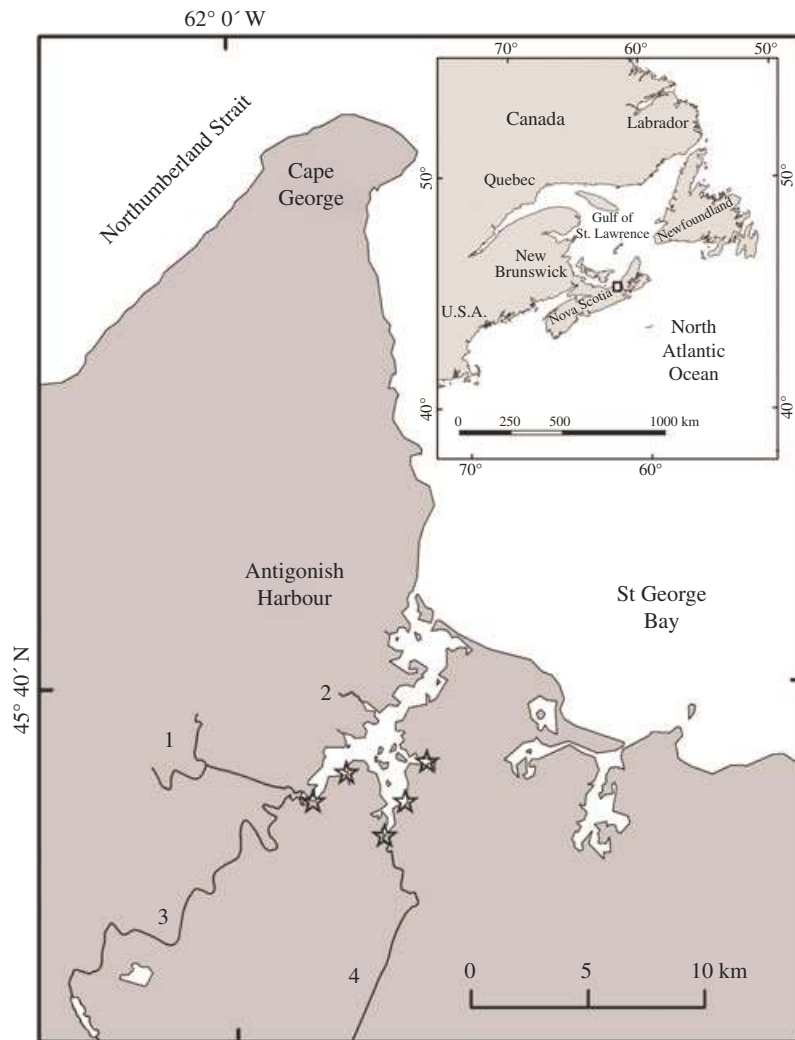 62° 0´ W
Northumberland Strait
Cape
George
70°
60°
50°
Canada
Labrador
50°
50°
Quebec
Gulf of
St. Lawrence
Newfoundland
New
Brunswick
Nova Scotia
U.S.A.
North
Atlantic
Ocean
40°
40°
0 250 500 1000 km
70°
60°
Antigonish
Harbour
St George
Bay
45° 40´ N
2
1
3
4
0 5 10 km